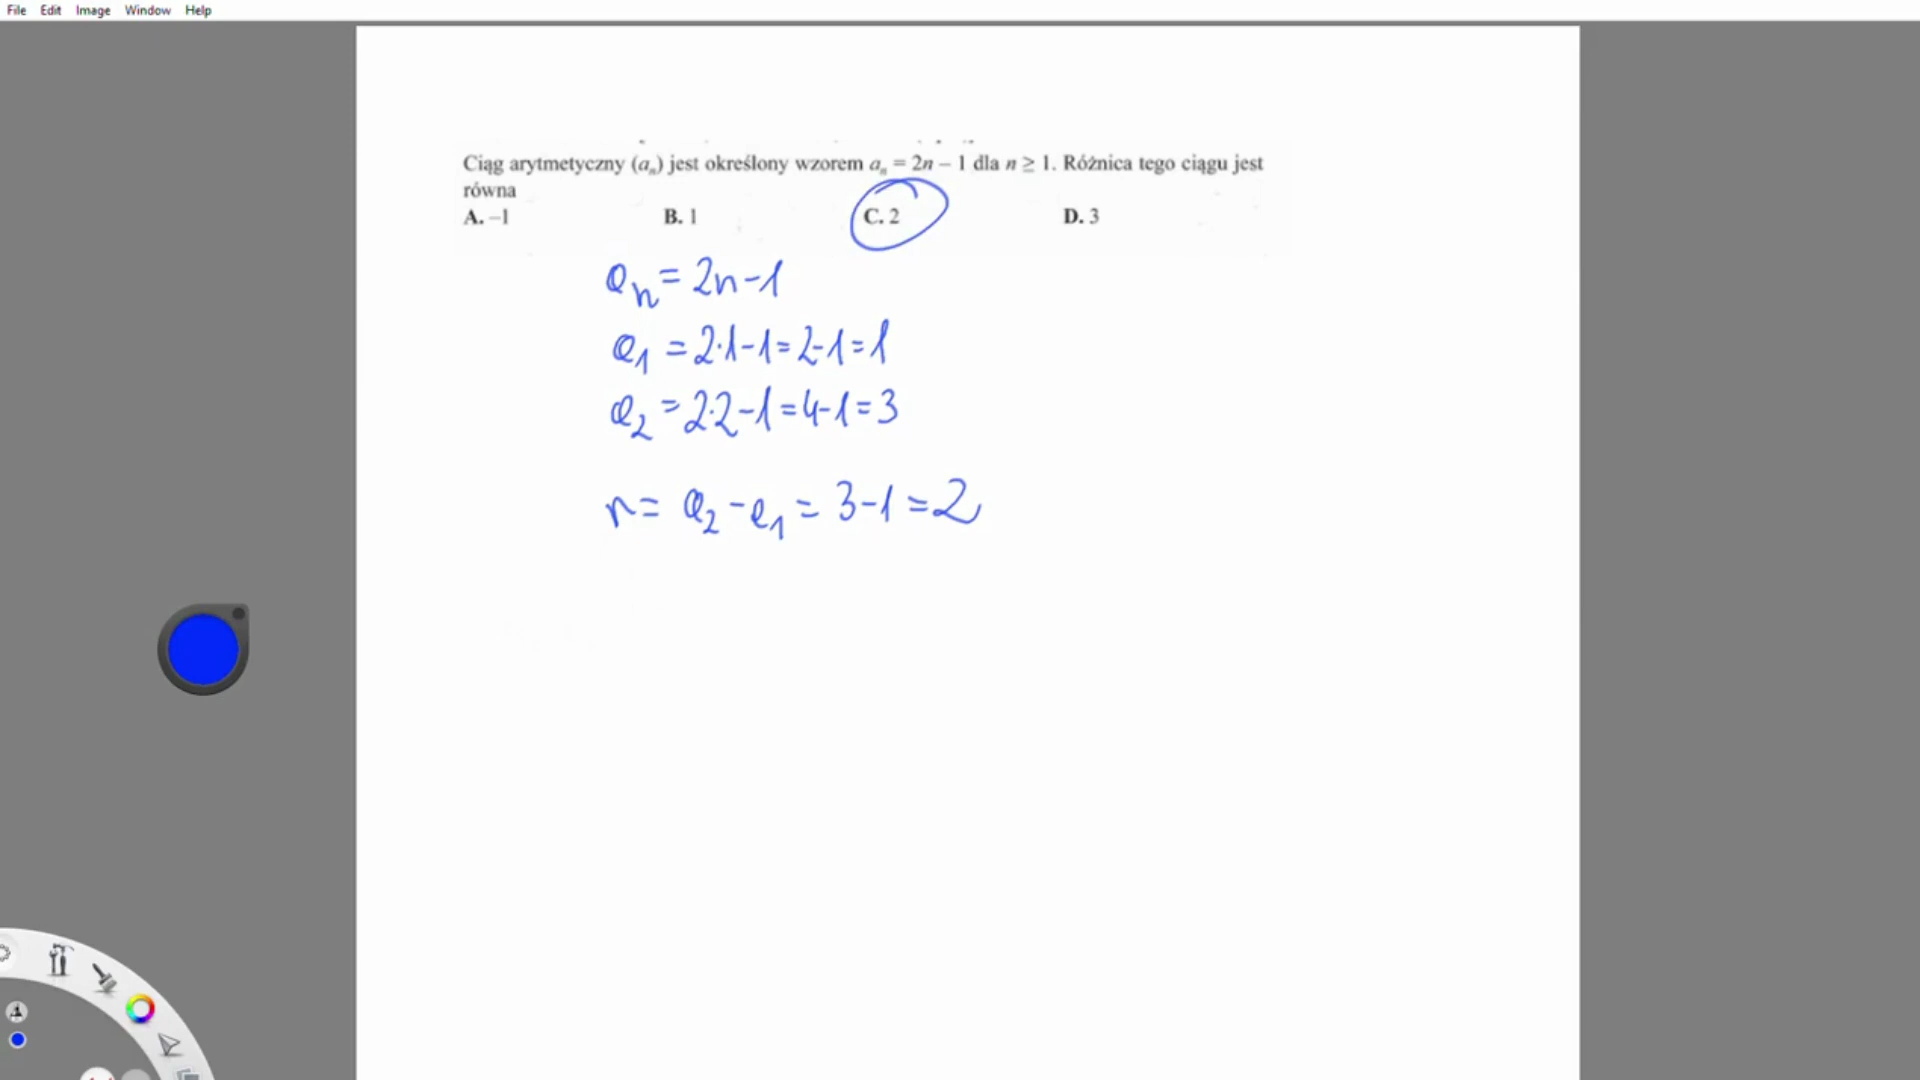 File Edit Image Window Help
Ciąg arytmetyczny (aₙ) jest określony wzorem aₙ = 2n – 1 dla n ≥ 1. Różnica tego ciągu jest
równa
A. –1 B. 1 C. 2 D. 3
aₙ = 2n-1
a₁ = 2·1-1=2-1=1
a₂ = 2·2-1=4-1=3
r= a₂-a₁= 3-1=2